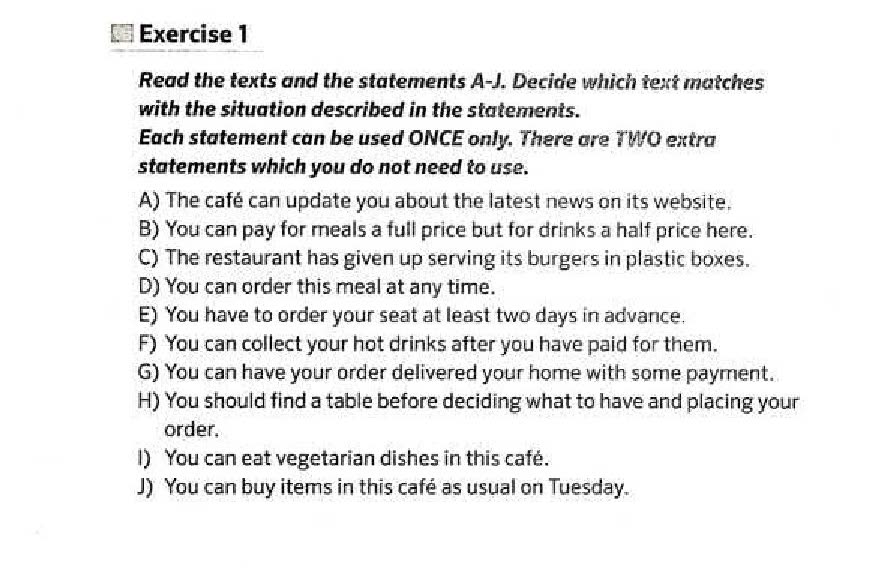 Exercise 1
Read the texts and the statements A-J. Decide which text matches
with the situation described in the statements.
Each statement can be used ONCE only. There are TWO extra
statements which you do not need to use.
A) The café can update you about the latest news on its website.
B) You can pay for meals a full price but for drinks a half price here.
C) The restaurant has given up serving its burgers in plastic boxes.
D) You can order this meal at any time.
E) You have to order your seat at least two days in advance.
F) You can collect your hot drinks after you have paid for them.
G) You can have your order delivered your home with some payment.
H) You should find a table before deciding what to have and placing your
order.
I) You can eat vegetarian dishes in this café.
J) You can buy items in this café as usual on Tuesday.